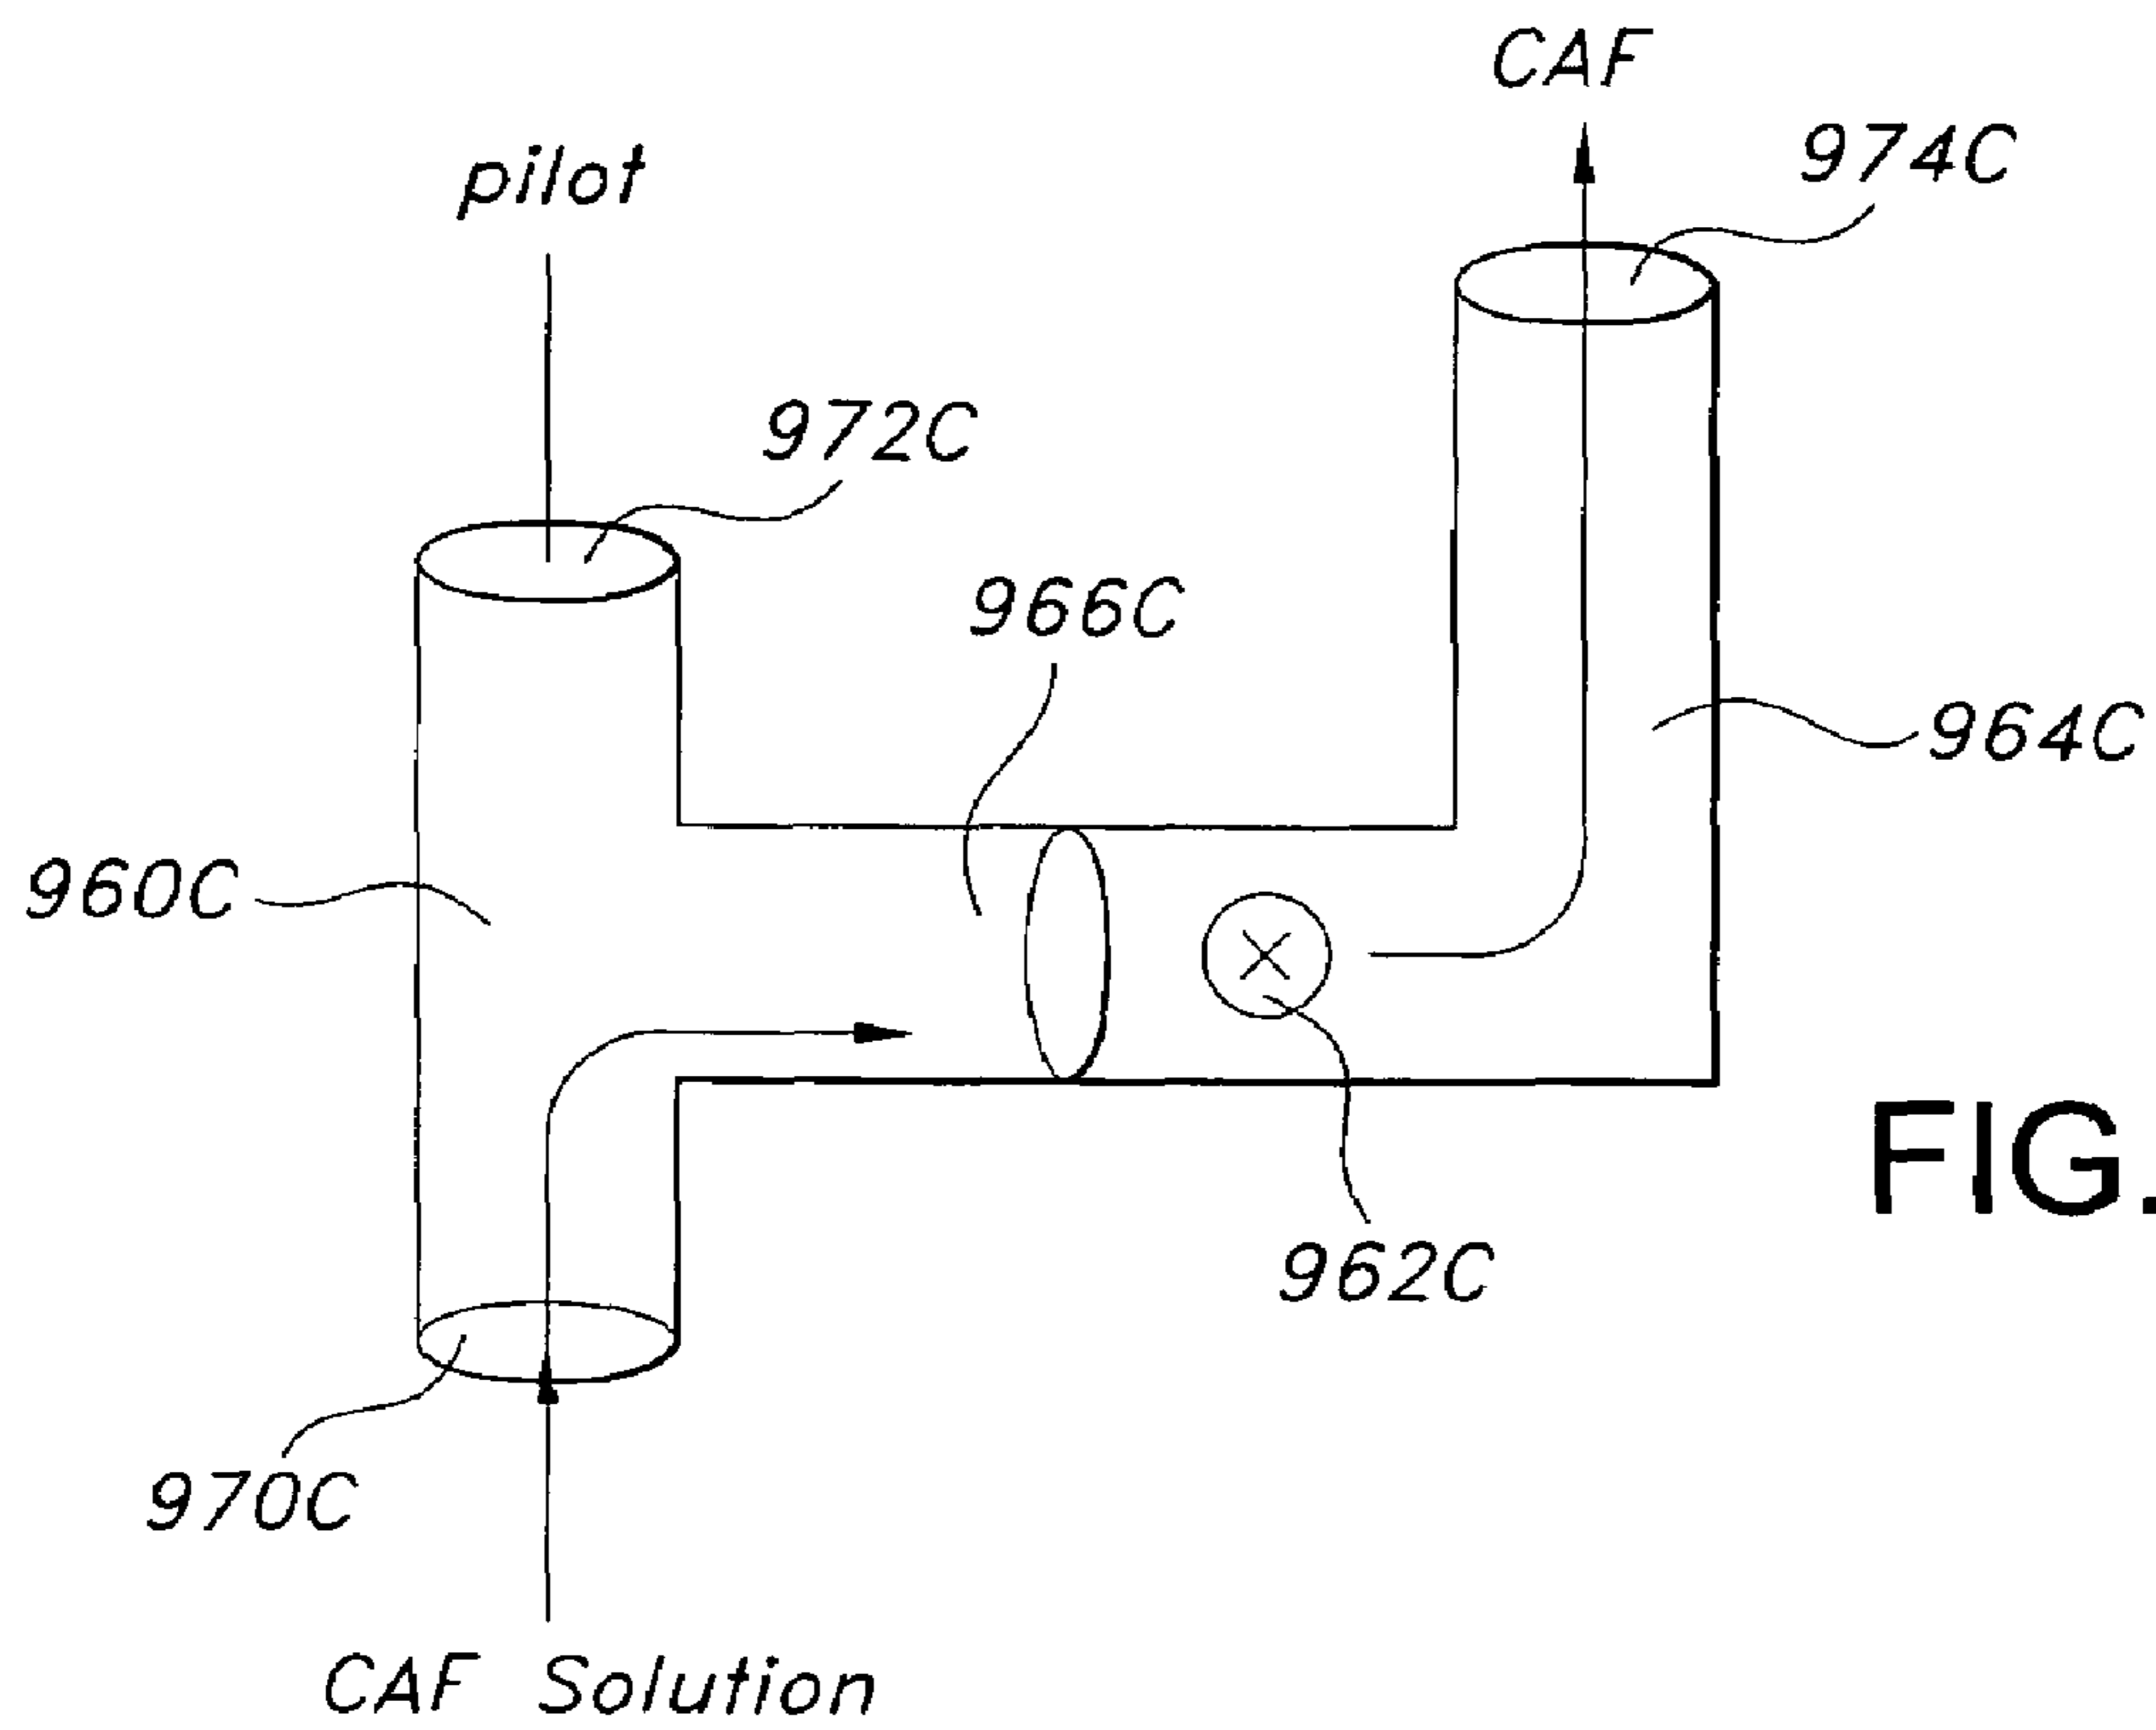 CAF
974C
pilot
972C
966C
964C
960C
FIG.
962C
970C
CAF Solution